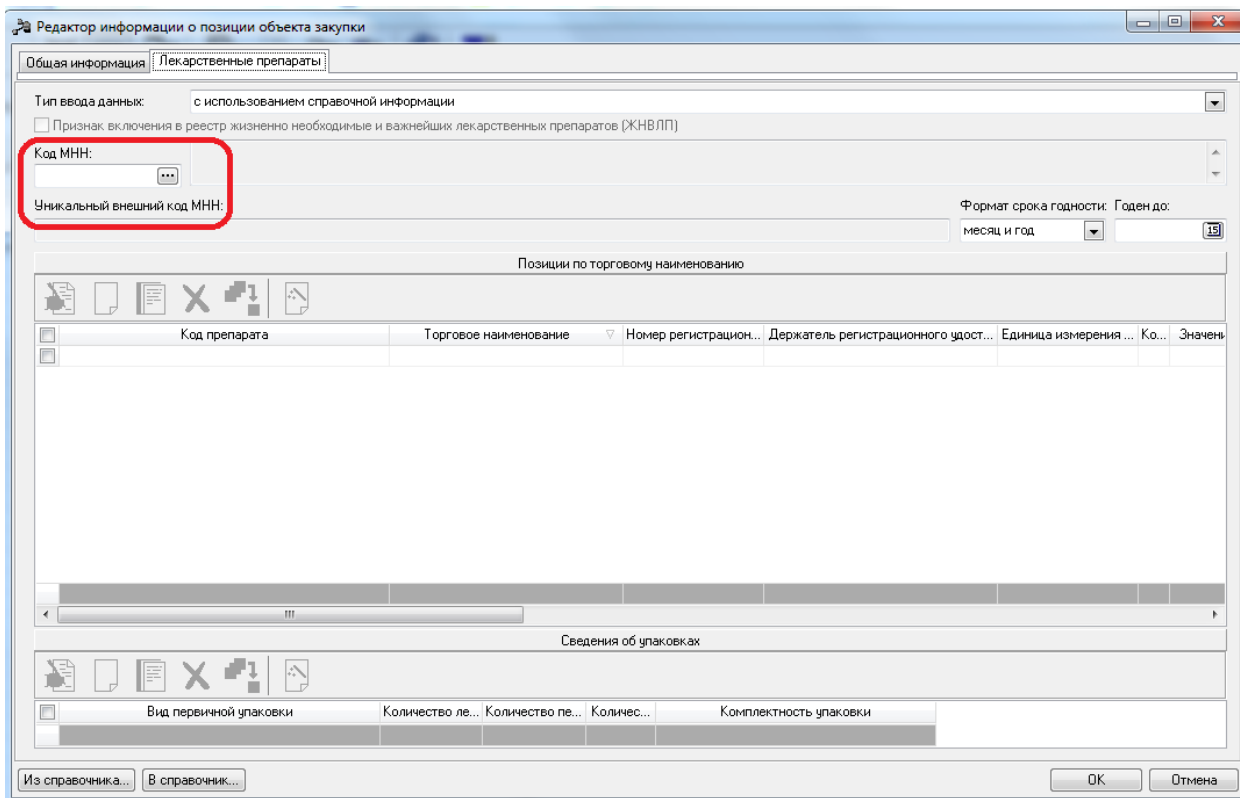 Редактор информации о позиции объекта закупки
Общая информация Лекарственные препараты
Тип ввода данных: с использованием справочной информации
Признак включения в реестр жизненно необходимые и важнейших лекарственных препаратов (ЖНВЛП)
Код МНН:
Уникальный внешний код МНН: Формат срока годности: Годен до:
месяц и год 15
Позиции по торговому наименованию
Код препарата Торговое наименование Номер регистрацион... Держатель регистрационного удост... Единица измерения ... Ко... Значени
Сведения об упаковках
Вид первичной упаковки Количество ле... Количество пе... Количес... Комплектность упаковки
Из справочника... В справочник... OK Отмена